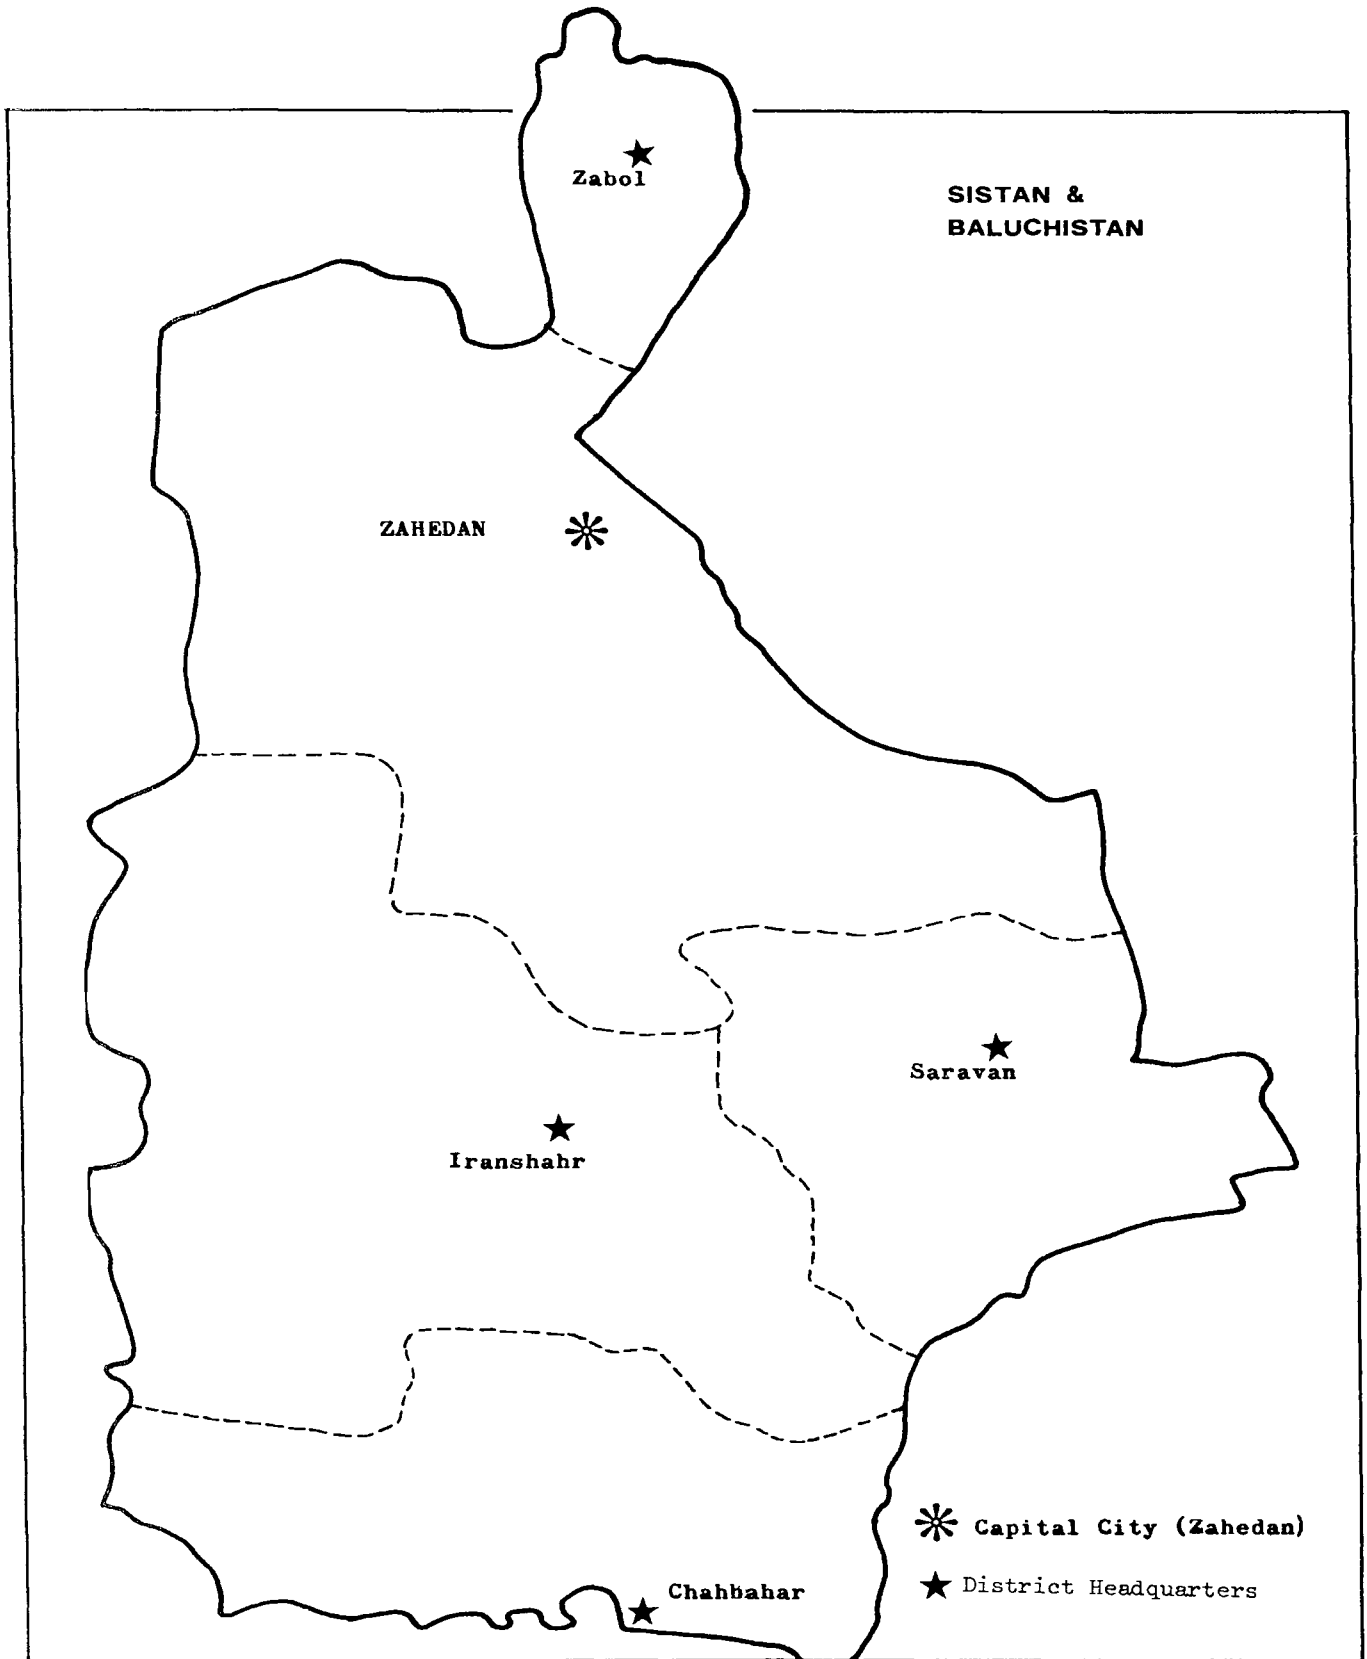 Zabol
SISTAN &
BALUCHISTAN
ZAHEDAN
Saravan
Iranshahr
Capital City (Zahedan)
District Headquarters
Chahbahar